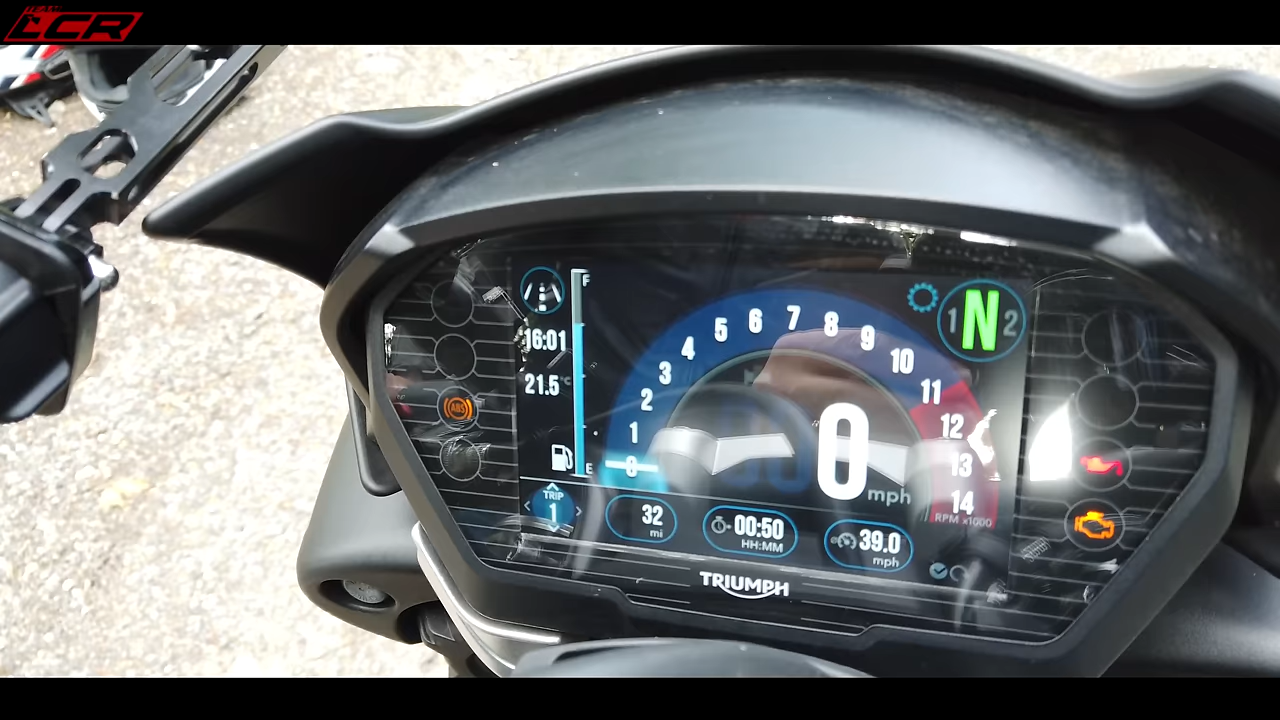 LCR
F
1 N 2
16:01
21.5 °C
E
0 1 2 3 4 5 6 7 8 9 10 11 12 13 14
RPM x1000
0 mph
TRIP
1
32
mi
00:50
HH:MM
39.0
mph
ABS
TRIUMPH